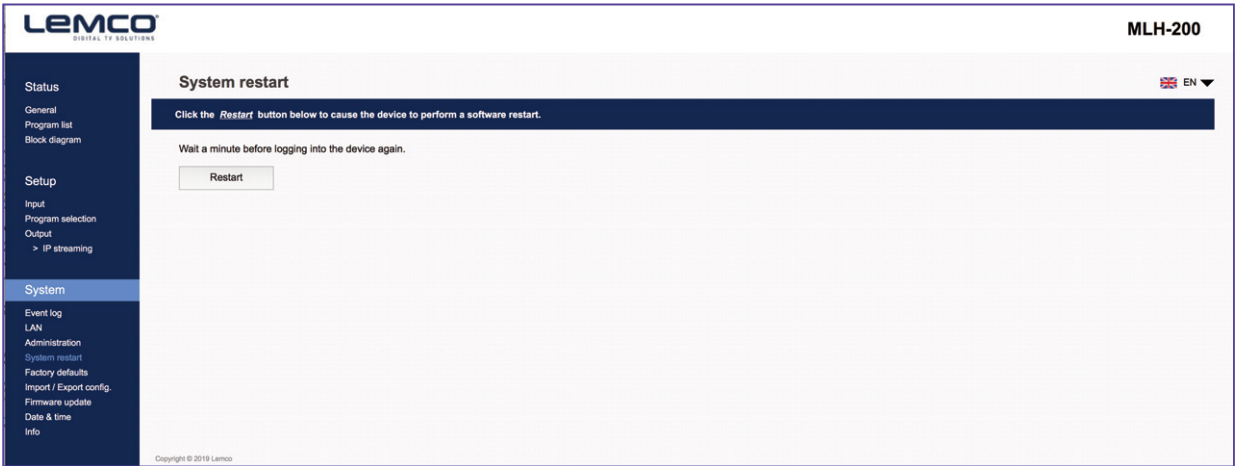 LEMCO
DIGITAL TV SOLUTIONS
MLH-200
Status
General
Program list
Block diagram
Setup
Input
Program selection
Output
> IP streaming
System
Event log
LAN
Administration
System restart
Factory defaults
Import / Export config.
Firmware update
Date & time
Info
System restart
EN
Click the Restart button below to cause the device to perform a software restart.
Wait a minute before logging into the device again.
Restart
Copyright © 2019 Lemco